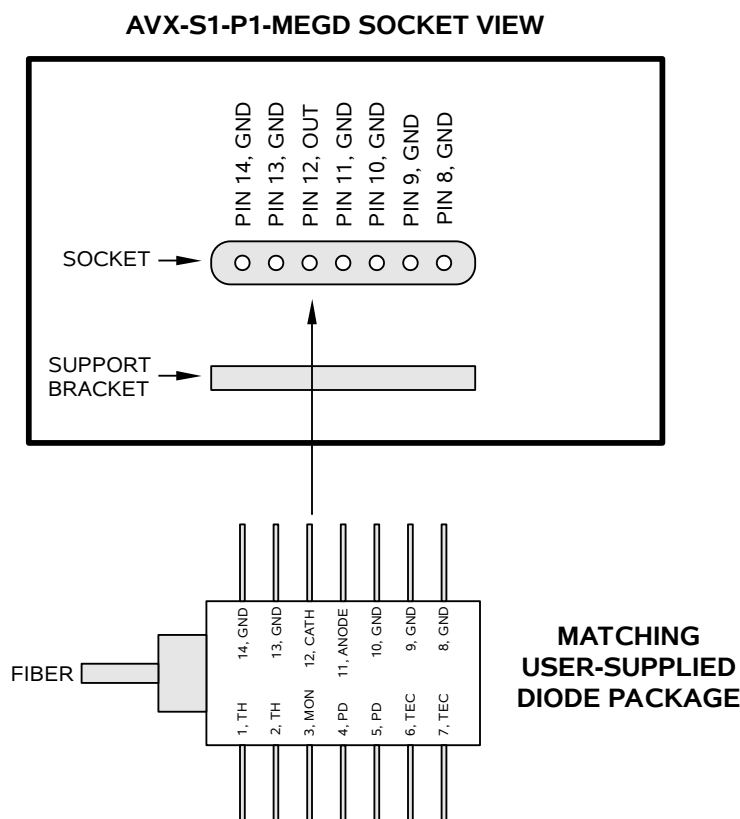 AVX-S1-P1-MEGD SOCKET VIEW
PIN 14, GND
PIN 13, GND
PIN 12, OUT
PIN 11, GND
PIN 10, GND
PIN 9, GND
PIN 8, GND
SOCKET
SUPPORT
BRACKET
14, GND
13, GND
12, CATH
11, ANODE
10, GND
9, GND
8, GND
FIBER
1, TH
2, TH
3, MON
4, PD
5, PD
6, TEC
7, TEC
MATCHING
USER-SUPPLIED
DIODE PACKAGE